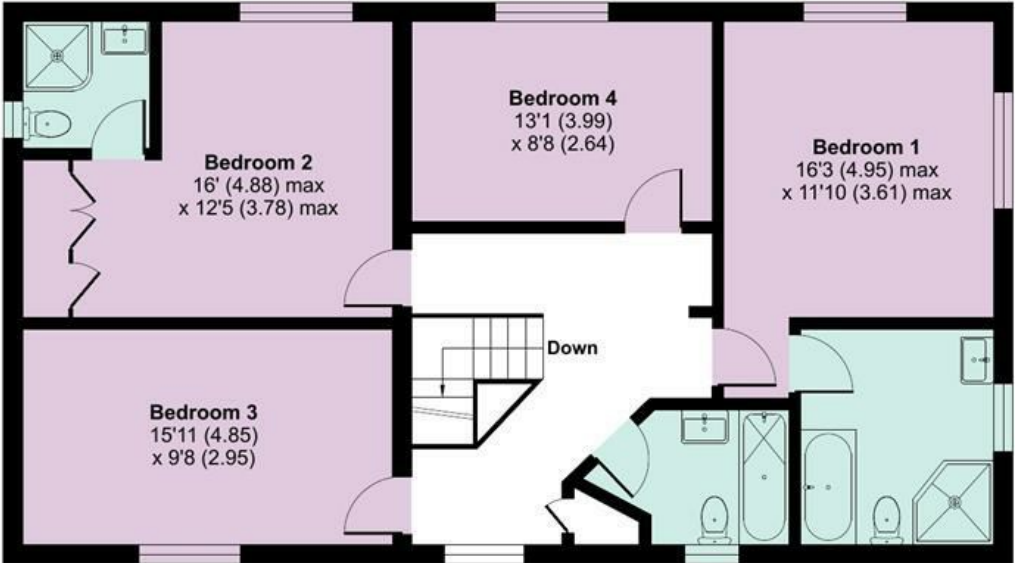 Bedroom 2
16' (4.88) max
x 12'5 (3.78) max
Bedroom 4
13'1 (3.99)
x 8'8 (2.64)
Bedroom 1
16'3 (4.95) max
x 11'10 (3.61) max
Down
Bedroom 3
15'11 (4.85)
x 9'8 (2.95)